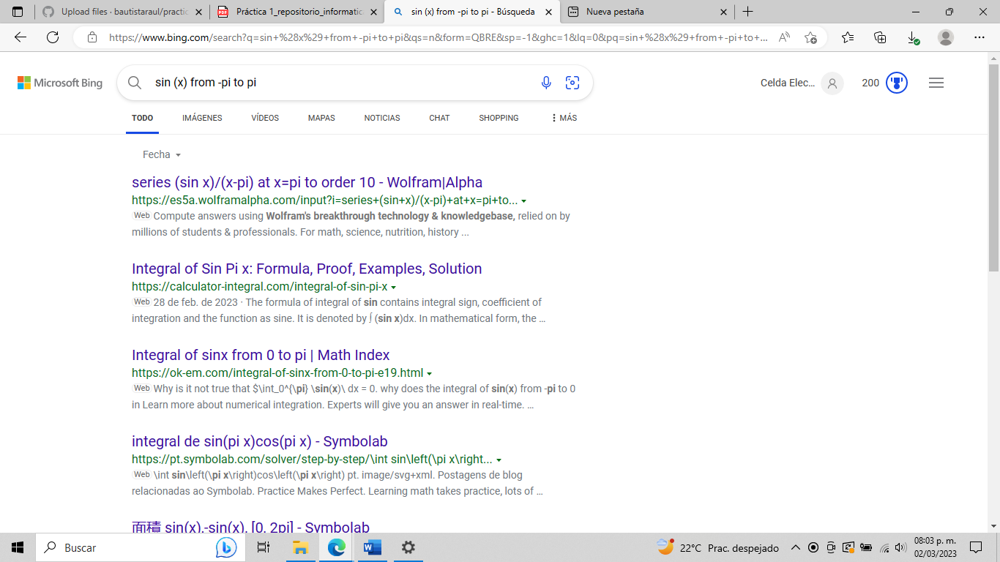 Upload files · bautistaraul/practic
Práctica 1_repositorio_informatica
sin (x) from -pi to pi - Búsqueda
Nueva pestaña
https://www.bing.com/search?q=sin+%28x%29+from+-pi+to+pi&qs=n&form=QBRE&sp=-1&ghc=1&lq=0&pq=sin+%28x%29+from+-pi+to+...
Microsoft Bing
sin (x) from -pi to pi
Celda Elec...
200
TODO IMÁGENES VÍDEOS MAPAS NOTICIAS CHAT SHOPPING MÁS
Fecha
series (sin x)/(x-pi) at x=pi to order 10 - Wolfram|Alpha
https://es5a.wolframalpha.com/input?i=series+(sin+x)/(x-pi)+at+x=pi+to...
Web Compute answers using Wolfram's breakthrough technology & knowledgebase, relied on by
millions of students & professionals. For math, science, nutrition, history ...
Integral of Sin Pi x: Formula, Proof, Examples, Solution
https://calculator-integral.com/integral-of-sin-pi-x
Web 28 de feb. de 2023 · The formula of integral of sin contains integral sign, coefficient of
integration and the function as sine. It is denoted by ∫ (sin x)dx. In mathematical form, the ...
Integral of sinx from 0 to pi | Math Index
https://ok-em.com/integral-of-sinx-from-0-to-pi-e19.html
Web Why is it not true that $\int_0^{\pi} \sin(x)\ dx = 0. why does the integral of sin(x) from -pi to 0
in Learn more about numerical integration. Experts will give you an answer in real-time. ...
integral de sin(pi x)cos(pi x) - Symbolab
https://pt.symbolab.com/solver/step-by-step/\int sin\left(\pi x\right...
Web \int sin\left(\pi x\right)cos\left(\pi x\right) pt. image/svg+xml. Postagens de blog
relacionadas ao Symbolab. Practice Makes Perfect. Learning math takes practice, lots of ...
面積 sin(x),-sin(x), [0, 2pi] - Symbolab
Buscar
22°C Prac. despejado
08:03 p. m.
02/03/2023